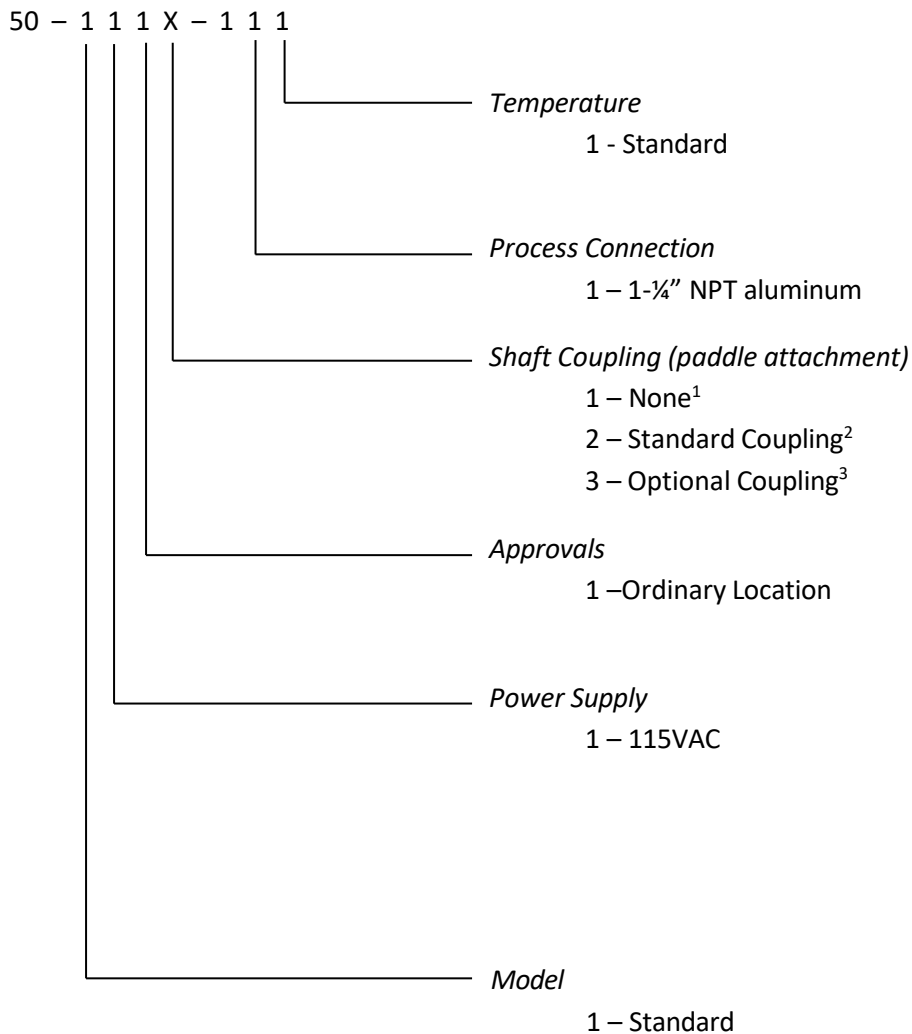 50 – 1 1 1 X – 1 1 1
Temperature
1 - Standard
Process Connection
1 – 1-¼” NPT aluminum
Shaft Coupling (paddle attachment)
1 – None¹
2 – Standard Coupling²
3 – Optional Coupling³
Approvals
1 –Ordinary Location
Power Supply
1 – 115VAC
Model
1 – Standard